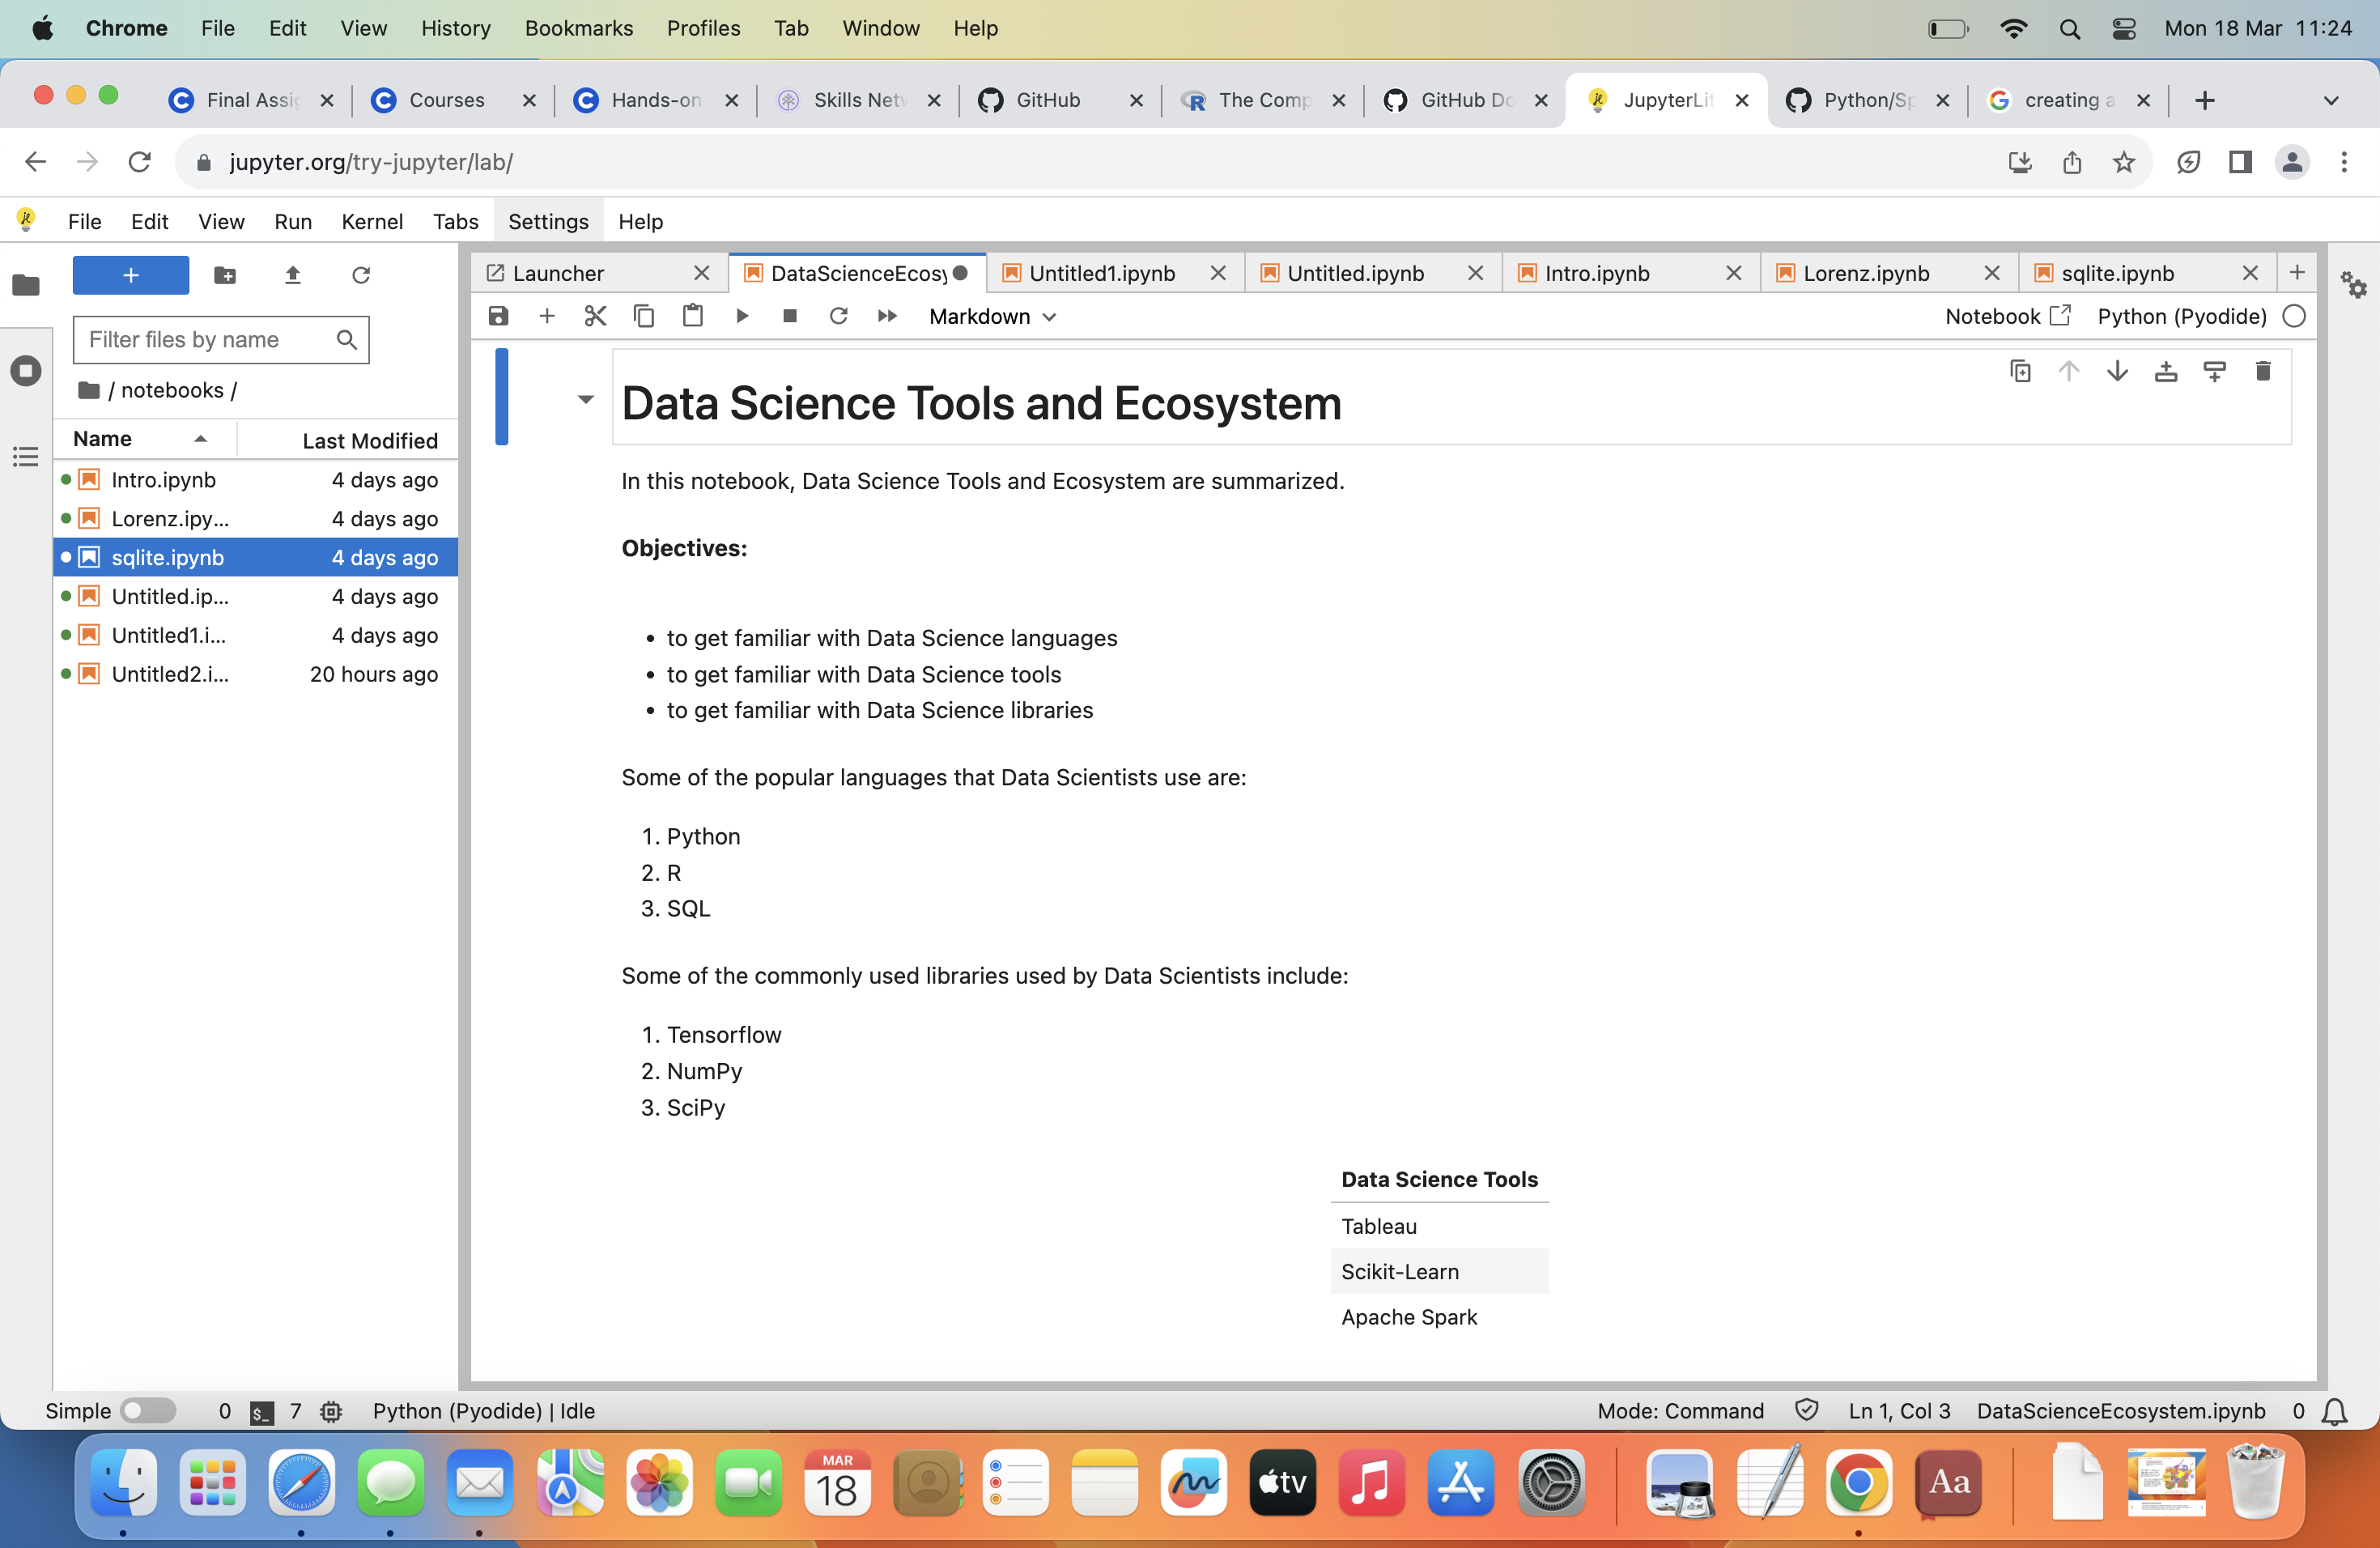 Chrome File Edit View History Bookmarks Profiles Tab Window Help Mon 18 Mar 11:24
Final Assig Courses Hands-on Skills Netw GitHub The Comp GitHub Do JupyterLit Python/Sp creating a
jupyter.org/try-jupyter/lab/
File Edit View Run Kernel Tabs Settings Help
Launcher DataScienceEcosy Untitled1.ipynb Untitled.ipynb Intro.ipynb Lorenz.ipynb sqlite.ipynb
Markdown Notebook Python (Pyodide)
Filter files by name
/ notebooks /
Name Last Modified
Intro.ipynb 4 days ago
Lorenz.ipy... 4 days ago
sqlite.ipynb 4 days ago
Untitled.ip... 4 days ago
Untitled1.i... 4 days ago
Untitled2.i... 20 hours ago
Data Science Tools and Ecosystem
In this notebook, Data Science Tools and Ecosystem are summarized.
Objectives:
• to get familiar with Data Science languages
• to get familiar with Data Science tools
• to get familiar with Data Science libraries
Some of the popular languages that Data Scientists use are:
1. Python
2. R
3. SQL
Some of the commonly used libraries used by Data Scientists include:
1. Tensorflow
2. NumPy
3. SciPy
Data Science Tools
Tableau
Scikit-Learn
Apache Spark
Simple 0 $_ 7 Python (Pyodide) | Idle Mode: Command Ln 1, Col 3 DataScienceEcosystem.ipynb 0
MAR
18
tv
Aa